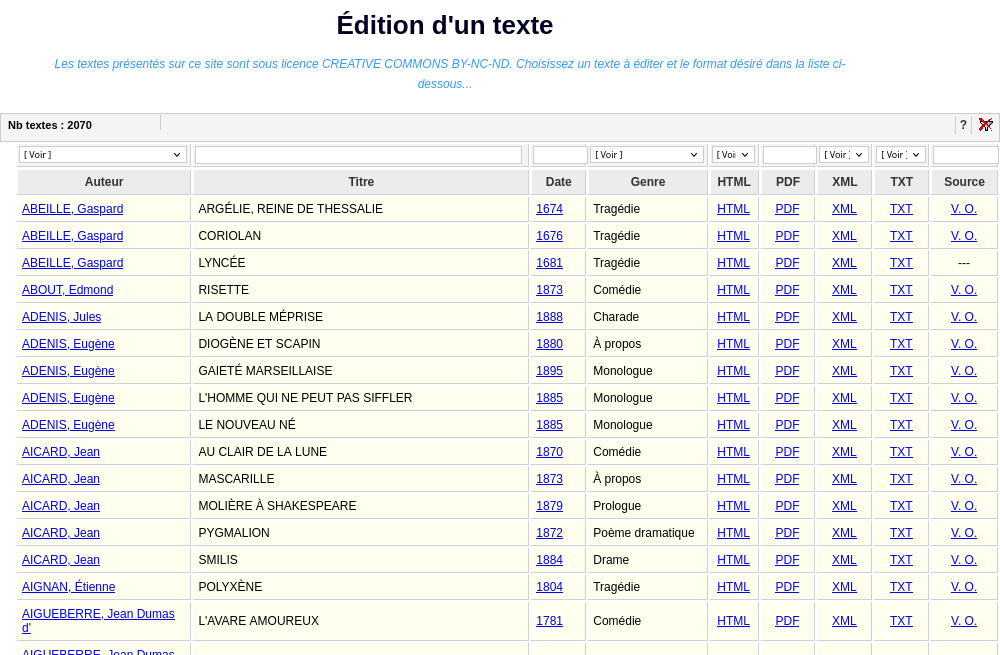 Édition d'un texte
Les textes présentés sur ce site sont sous licence CREATIVE COMMONS BY-NC-ND. Choisissez un texte à éditer et le format désiré dans la liste ci-
dessous...
Nb textes : 2070 ?
[ Voir ] [ Voir ] [ Voi [ Voir ] [ Voir ]
Auteur Titre Date Genre HTML PDF XML TXT Source
ABEILLE, Gaspard ARGÉLIE, REINE DE THESSALIE 1674 Tragédie HTML PDF XML TXT V. O.
ABEILLE, Gaspard CORIOLAN 1676 Tragédie HTML PDF XML TXT V. O.
ABEILLE, Gaspard LYNCÉE 1681 Tragédie HTML PDF XML TXT ---
ABOUT, Edmond RISETTE 1873 Comédie HTML PDF XML TXT V. O.
ADENIS, Jules LA DOUBLE MÉPRISE 1888 Charade HTML PDF XML TXT V. O.
ADENIS, Eugène DIOGÈNE ET SCAPIN 1880 À propos HTML PDF XML TXT V. O.
ADENIS, Eugène GAIETÉ MARSEILLAISE 1895 Monologue HTML PDF XML TXT V. O.
ADENIS, Eugène L'HOMME QUI NE PEUT PAS SIFFLER 1885 Monologue HTML PDF XML TXT V. O.
ADENIS, Eugène LE NOUVEAU NÉ 1885 Monologue HTML PDF XML TXT V. O.
AICARD, Jean AU CLAIR DE LA LUNE 1870 Comédie HTML PDF XML TXT V. O.
AICARD, Jean MASCARILLE 1873 À propos HTML PDF XML TXT V. O.
AICARD, Jean MOLIÈRE À SHAKESPEARE 1879 Prologue HTML PDF XML TXT V. O.
AICARD, Jean PYGMALION 1872 Poème dramatique HTML PDF XML TXT V. O.
AICARD, Jean SMILIS 1884 Drame HTML PDF XML TXT V. O.
AIGNAN, Étienne POLYXÈNE 1804 Tragédie HTML PDF XML TXT V. O.
AIGUEBERRE, Jean Dumas
d' L'AVARE AMOUREUX 1781 Comédie HTML PDF XML TXT V. O.
AIGUEBERRE, Jean Dumas